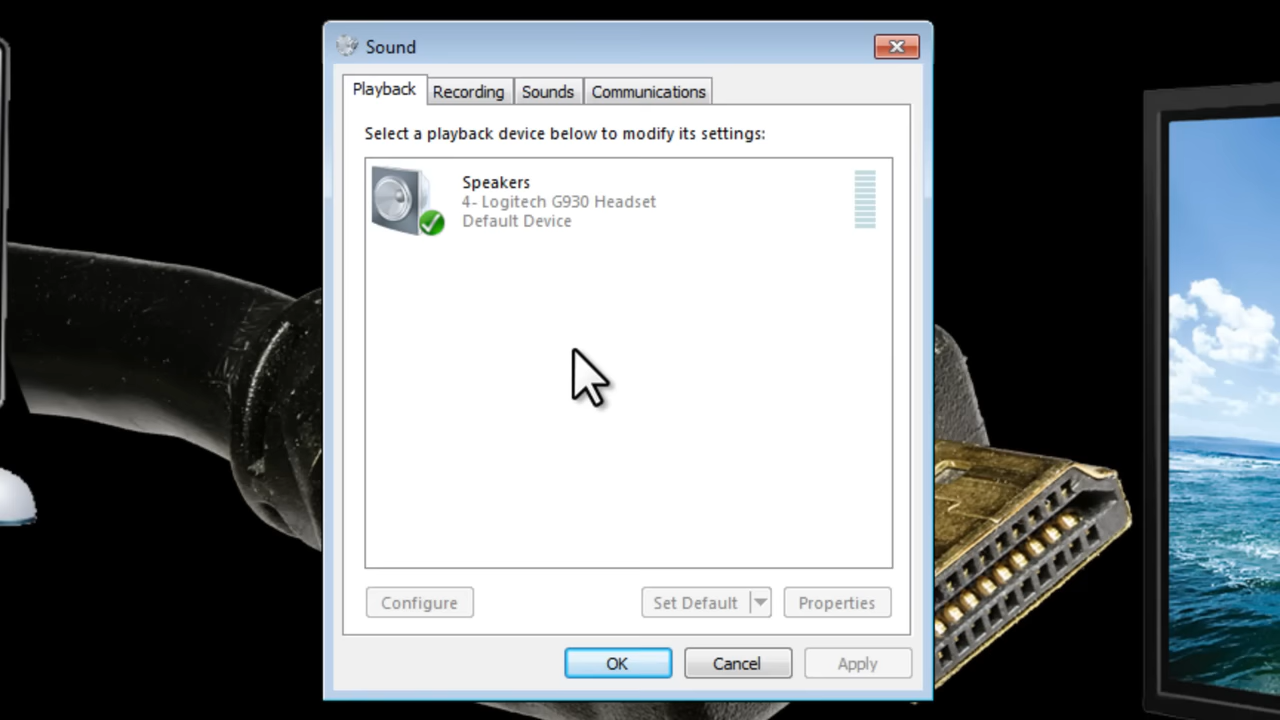 Sound
Playback
Recording
Sounds
Communications
Select a playback device below to modify its settings:
Speakers
4- Logitech G930 Headset
Default Device
Configure
Set Default
Properties
OK
Cancel
Apply